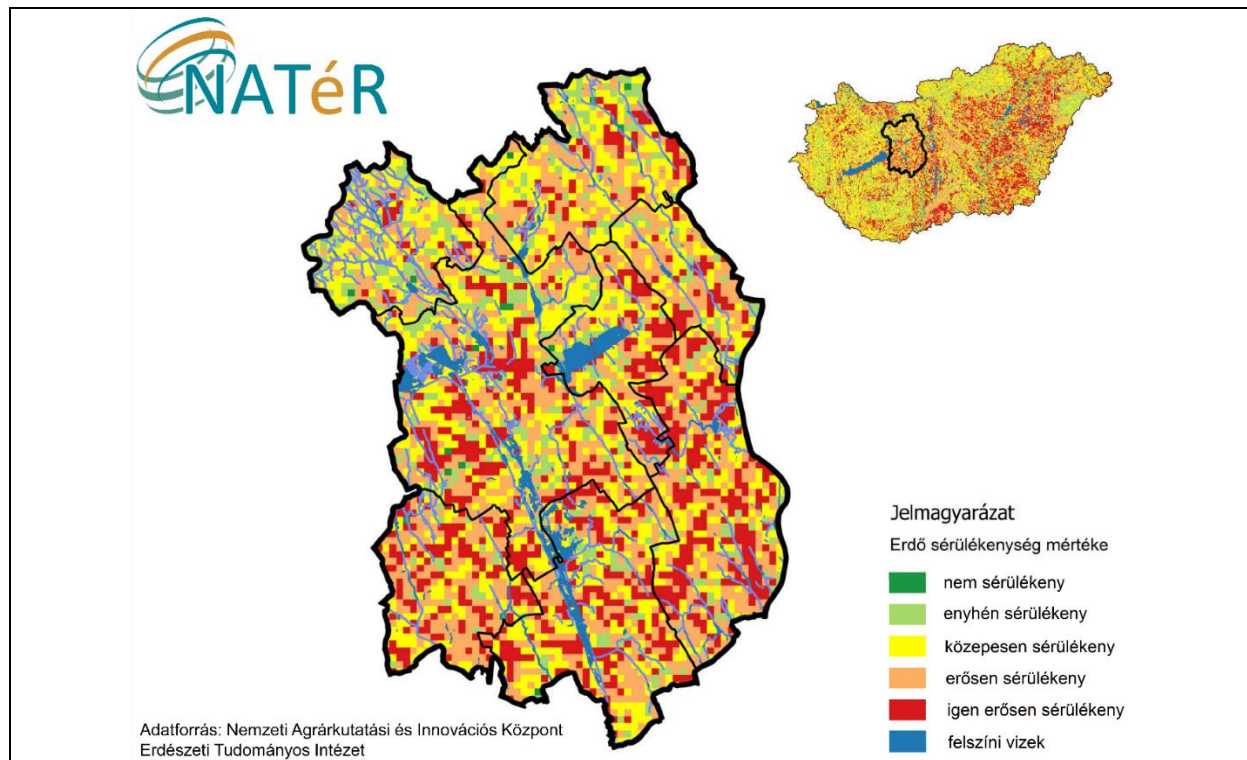 NATéR
Jelmagyarázat
Erdő sérülékenység mértéke
nem sérülékeny
enyhén sérülékeny
közepesen sérülékeny
erősen sérülékeny
igen erősen sérülékeny
felszíni vizek
Adatforrás: Nemzeti Agrárkutatási és Innovációs Központ
Erdészeti Tudományos Intézet